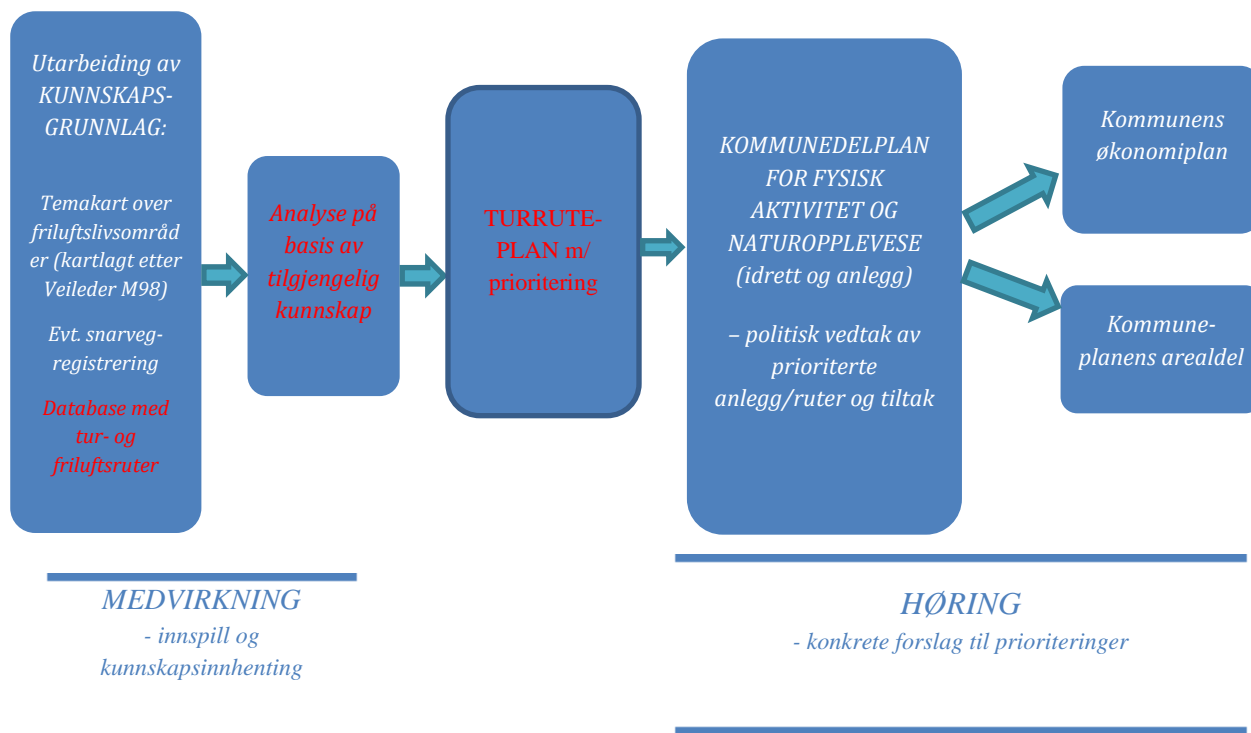 Utarbeiding av
KUNNSKAPS-
GRUNNLAG:
Temakart over
friluftslivsområd
er (kartlagt etter
Veileder M98)
Evt. snarveg-
registrering
Database med
tur- og
friluftsruter
Analyse på
basis av
tilgjengelig
kunnskap
TURRUTE-
PLAN m/
prioritering
KOMMUNEDELPLAN
FOR FYSISK
AKTIVITET OG
NATUROPPLEVESE
(idrett og anlegg)
– politisk vedtak av
prioriterte
anlegg/ruter og tiltak
Kommunens
økonomiplan
Kommune-
planens arealdel
MEDVIRKNING
- innspill og
kunnskapsinnhenting
HØRING
- konkrete forslag til prioriteringer